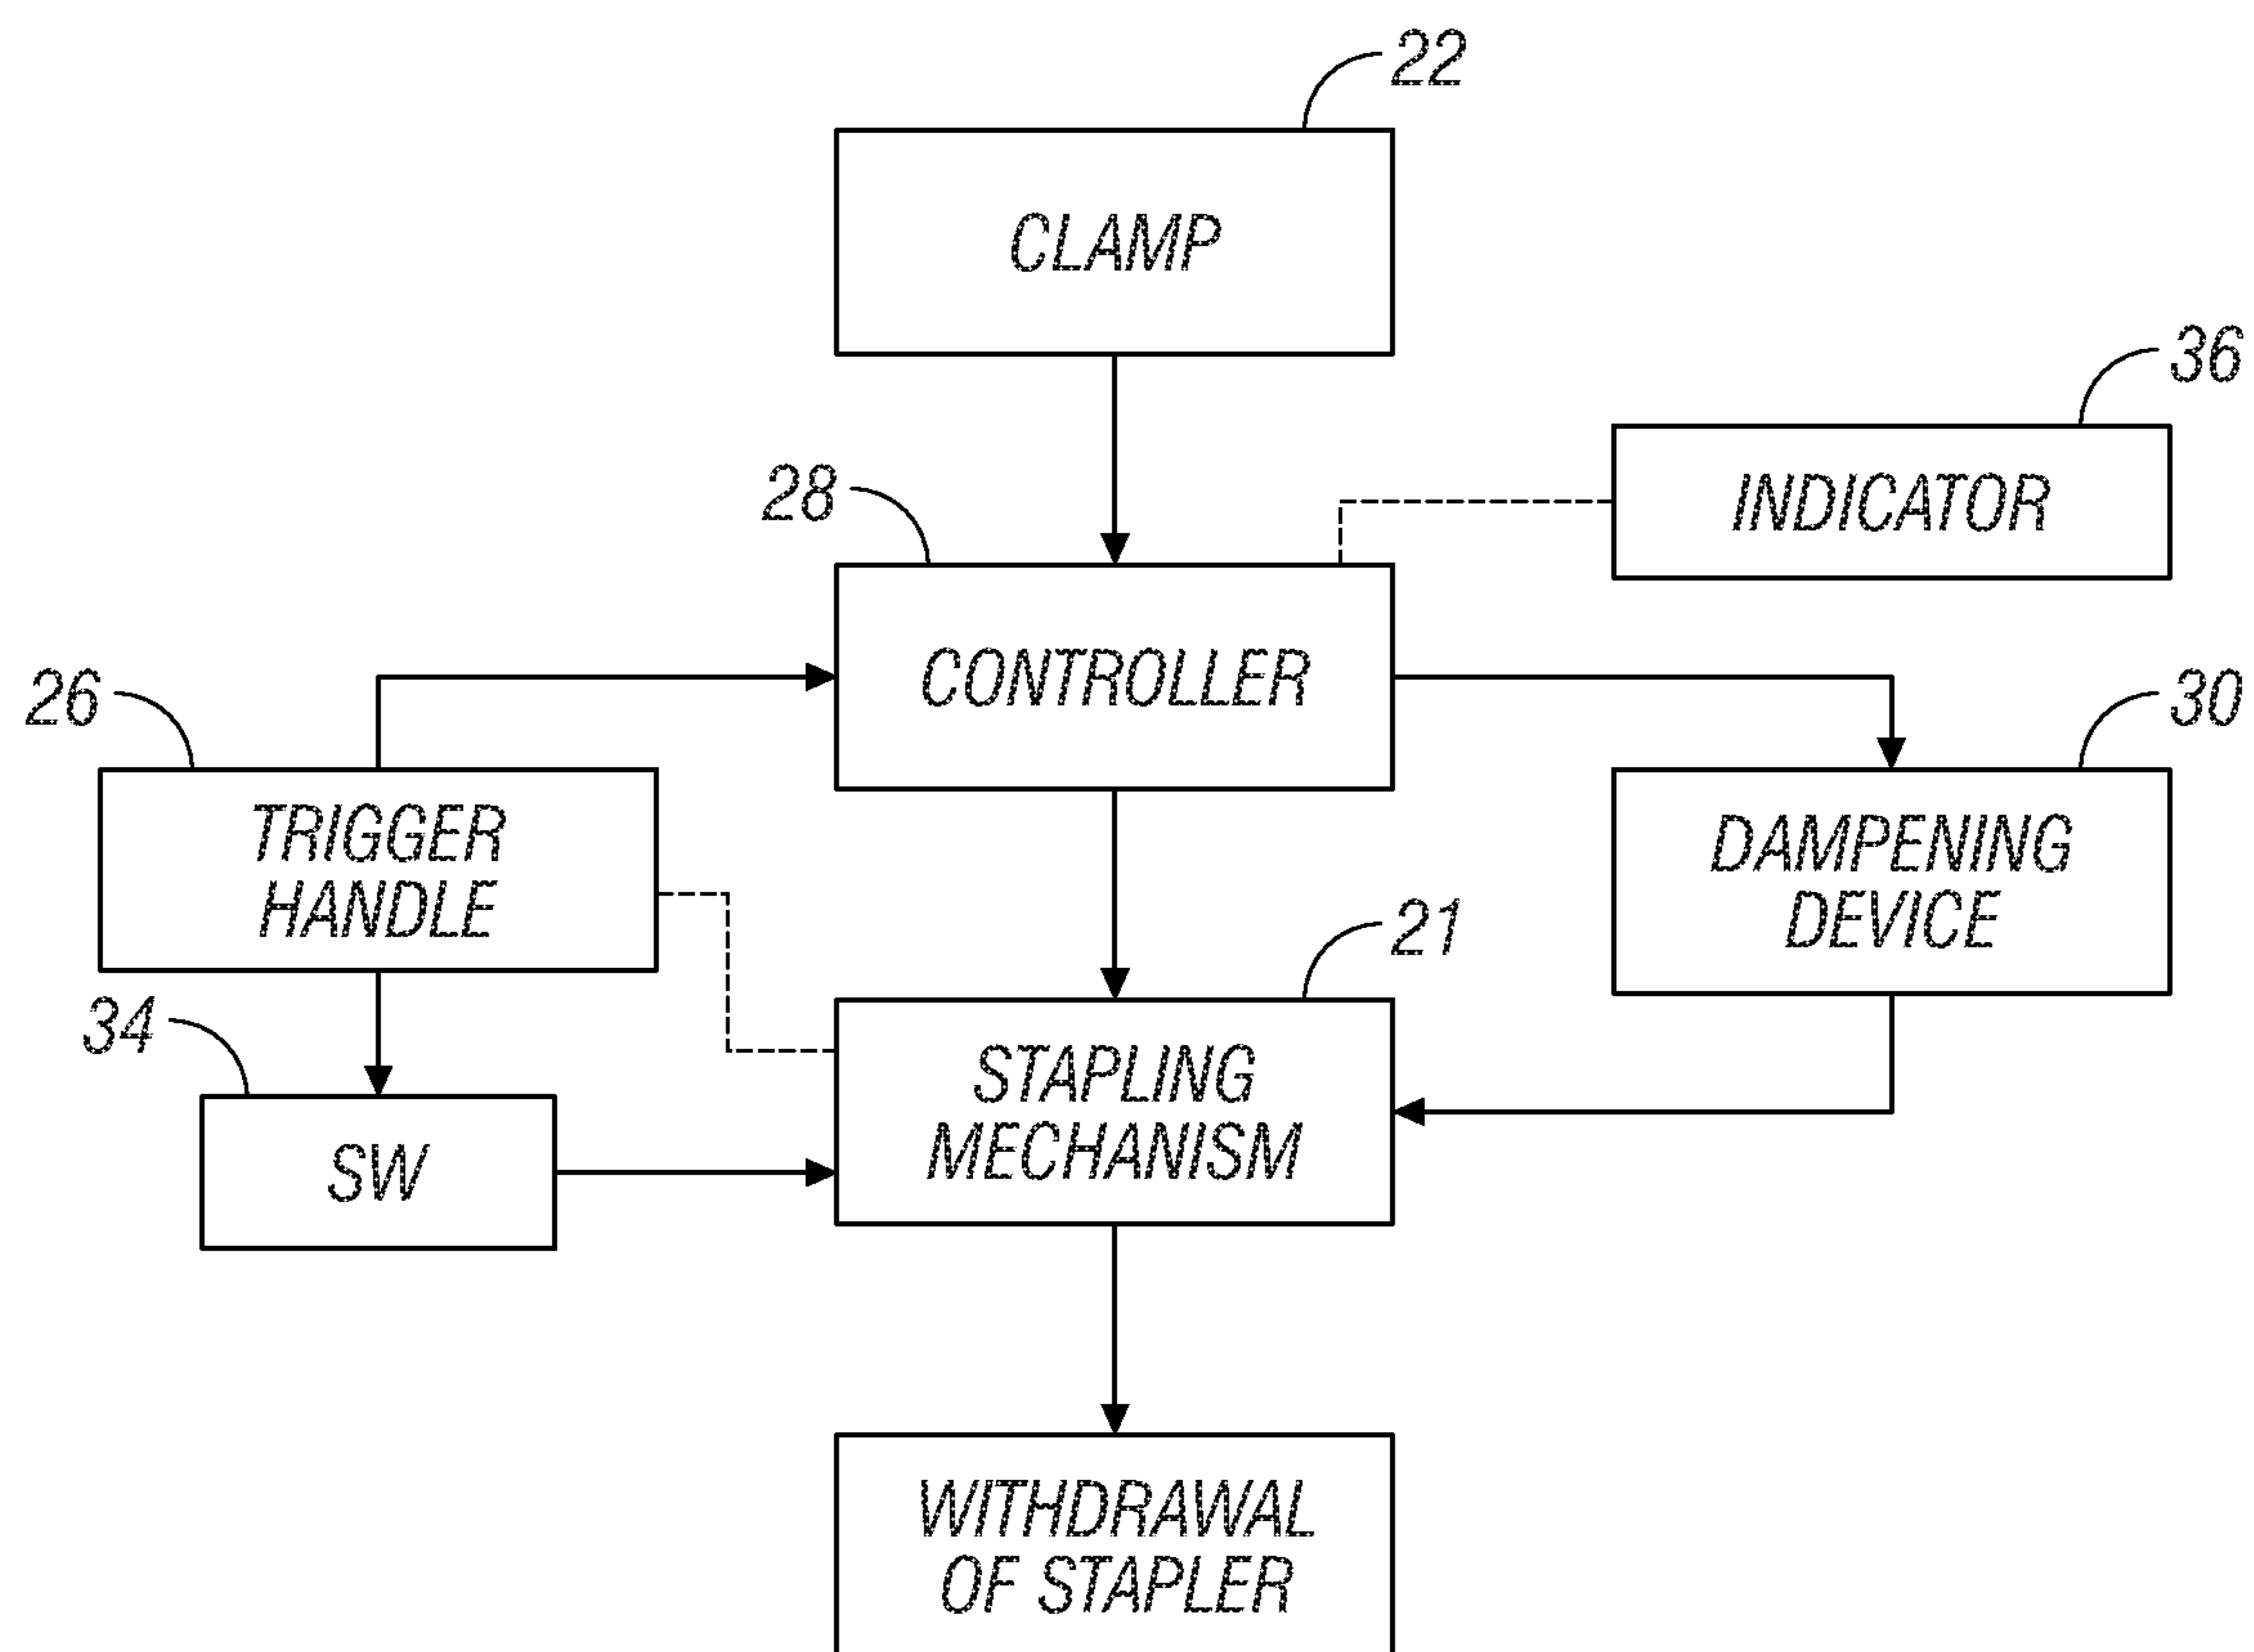 22
CLAMP
36
INDICATOR
28
CONTROLLER
26
TRIGGER
HANDLE
30
DAMPENING
DEVICE
21
STAPLING
MECHANISM
34
SW
WITHDRAWAL
OF STAPLER